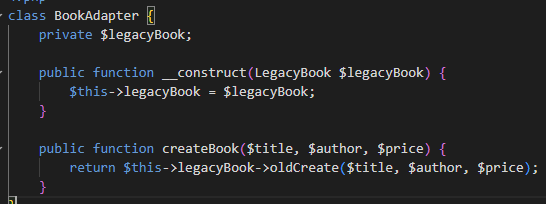 class BookAdapter {
    private $legacyBook;

    public function __construct(LegacyBook $legacyBook) {
        $this->legacyBook = $legacyBook;
    }

    public function createBook($title, $author, $price) {
        return $this->legacyBook->oldCreate($title, $author, $price);
    }
}